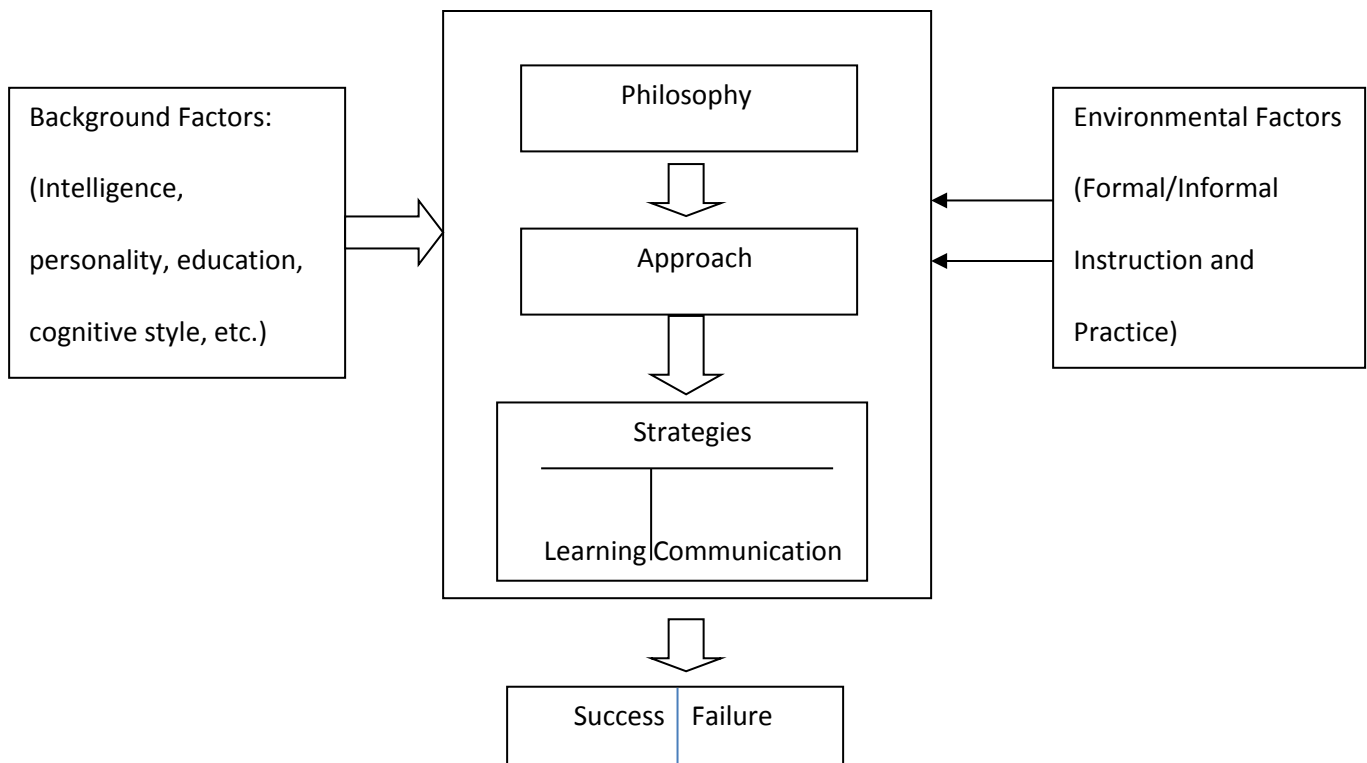 Background Factors:
(Intelligence,
personality, education,
cognitive style, etc.)
Philosophy
Approach
Strategies
Learning Communication
Environmental Factors
(Formal/Informal
Instruction and
Practice)
Success Failure